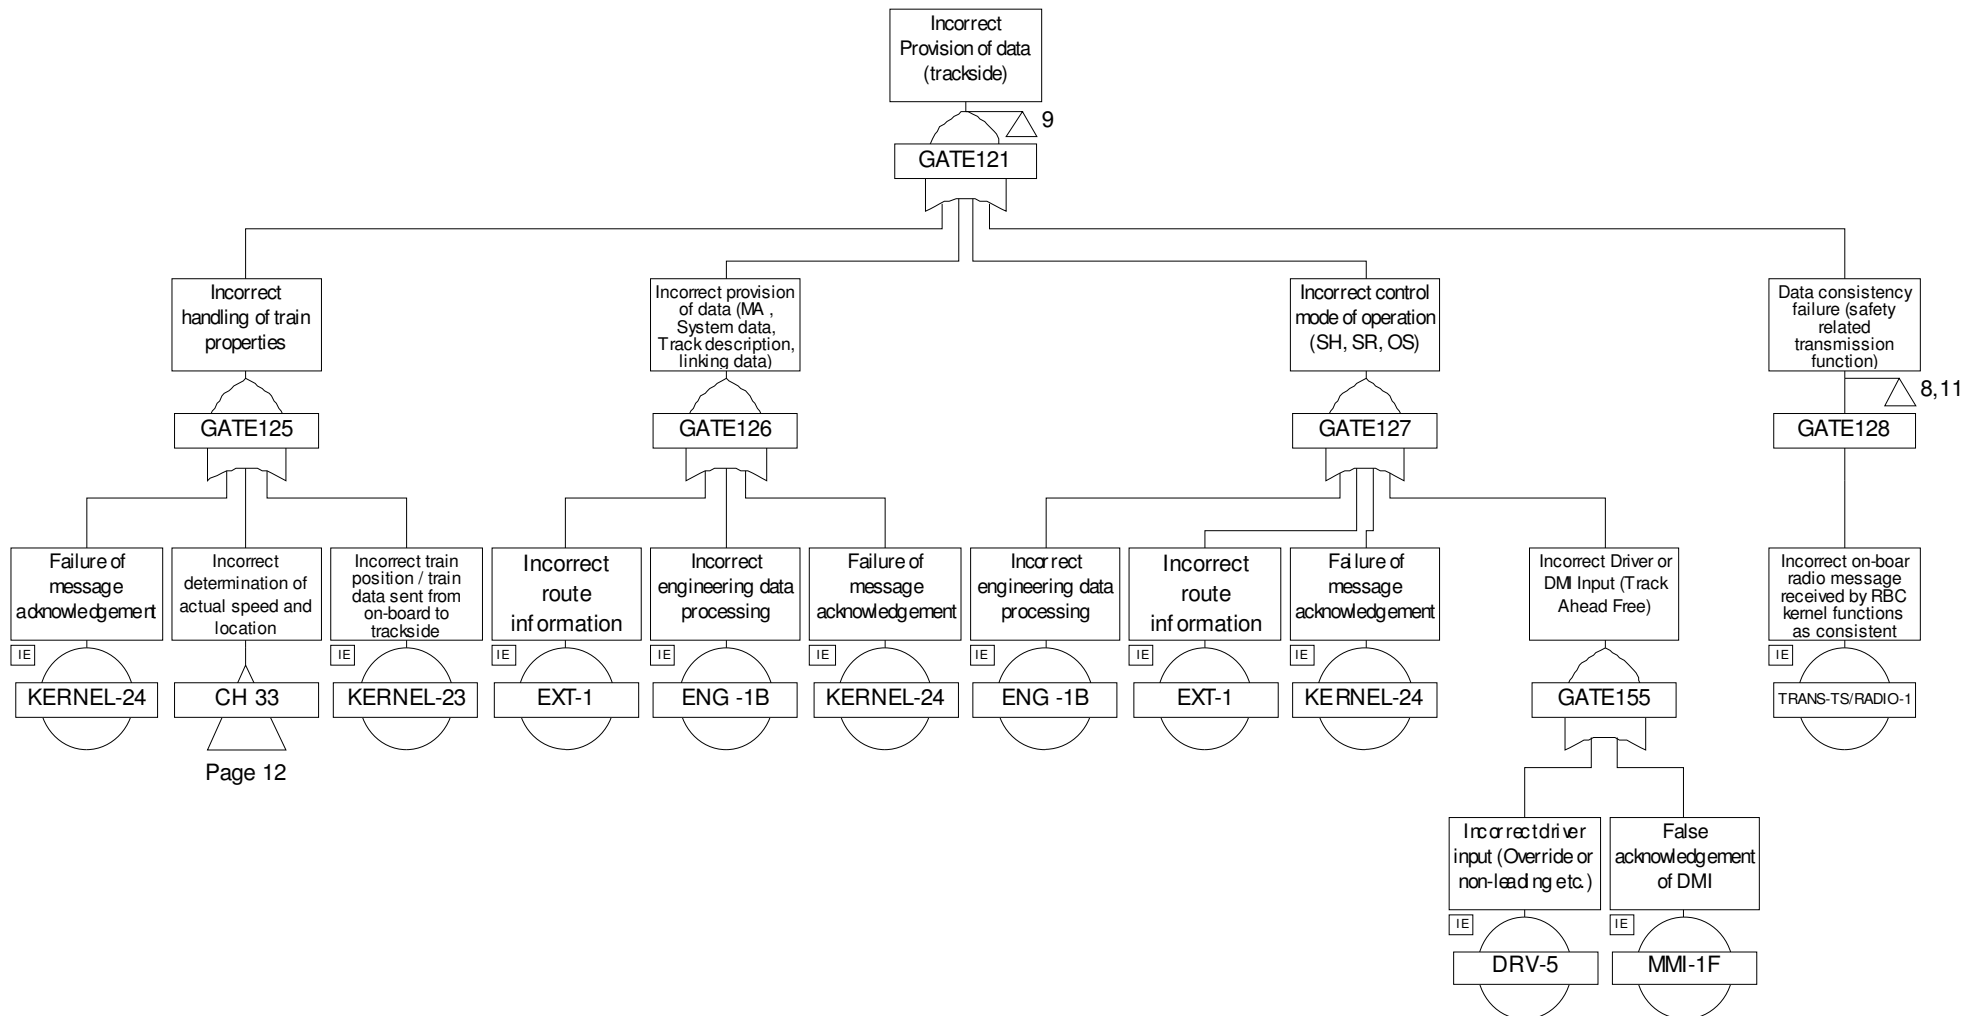 Incorrect
Provision of data
(trackside)
9
GATE121
Incorrect
handling of train
properties
GATE125
Incorrect provision
of data (MA ,
System data,
Track description,
linking data)
GATE126
Incorrect control
mode of operation
(SH, SR, OS)
GATE127
Data consistency
failure (safety
related
transmission
function)
8,11
GATE128
Failure of
message
acknowledgement
IE
KERNEL-24
Incorrect
determination of
actual speed and
location
CH 33
Page 12
Incorrect train
position / train
data sent from
on-board to
trackside
IE
KERNEL-23
Incorrect
route
information
IE
EXT-1
Incorrect
engineering data
processing
IE
ENG -1B
Failure of
message
acknowledgement
IE
KERNEL-24
Incorrect
engineering data
processing
IE
ENG -1B
Incorrect
route
information
IE
EXT-1
Failure of
message
acknowledgement
IE
KERNEL-24
Incorrect Driver or
DMI Input (Track
Ahead Free)
GATE155
Incorrect on-boar
radio message
received by RBC
kernel functions
as consistent
IE
TRANS-TS/RADIO-1
Incorrect driver
input (Override or
non-leading etc.)
IE
DRV-5
False
acknowledgement
of DMI
IE
MMI-1F